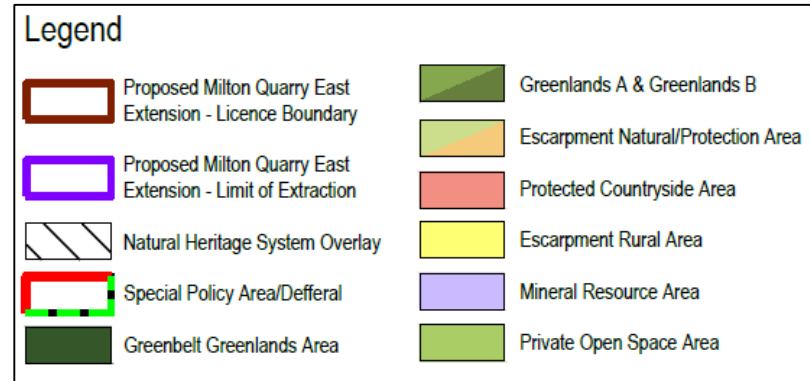 Legend
Proposed Milton Quarry East
Extension - Licence Boundary
Proposed Milton Quarry East
Extension - Limit of Extraction
Natural Heritage System Overlay
Special Policy Area/Defferal
Greenbelt Greenlands Area
Greenlands A & Greenlands B
Escarpment Natural/Protection Area
Protected Countryside Area
Escarpment Rural Area
Mineral Resource Area
Private Open Space Area